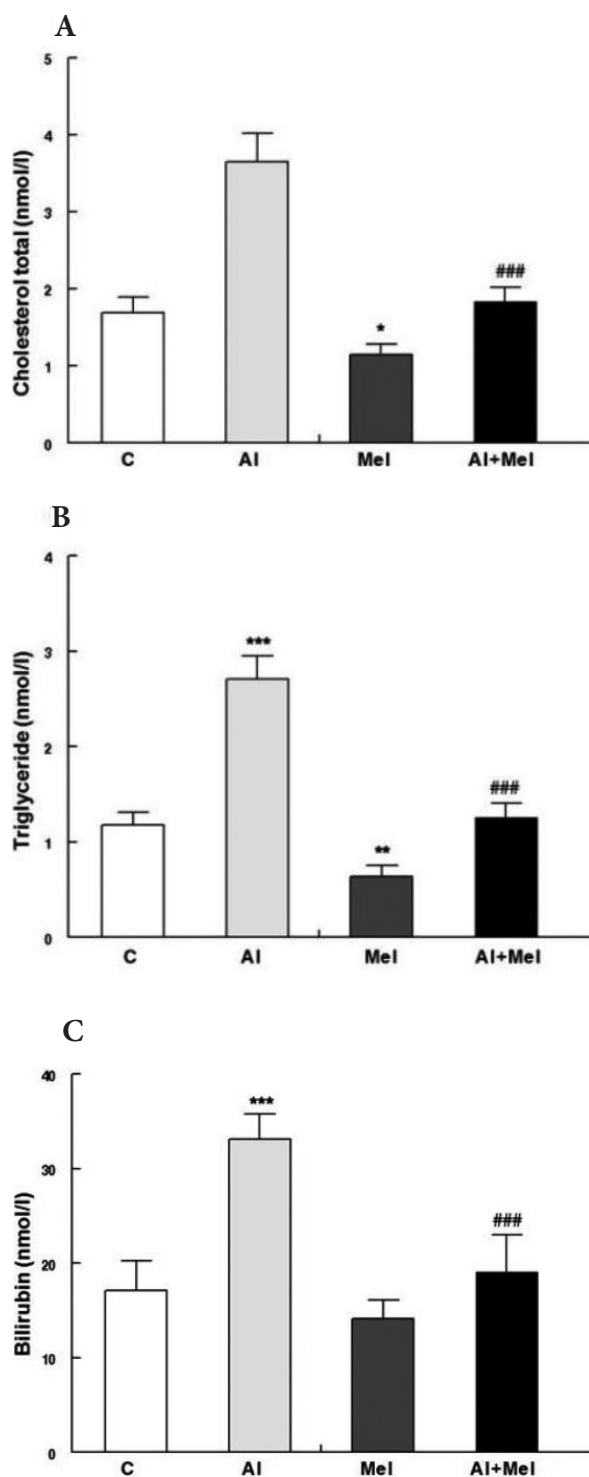 A
Cholesterol total (nmol/l)
5
4
3
2
1
0
*
###
C Al Mel Al+Mel
B
Triglyceride (nmol/l)
4
3
2
1
0
***
**
###
C Al Mel Al+Mel
C
Bilirubin (nmol/l)
40
30
20
10
0
***
###
C Al Mel Al+Mel